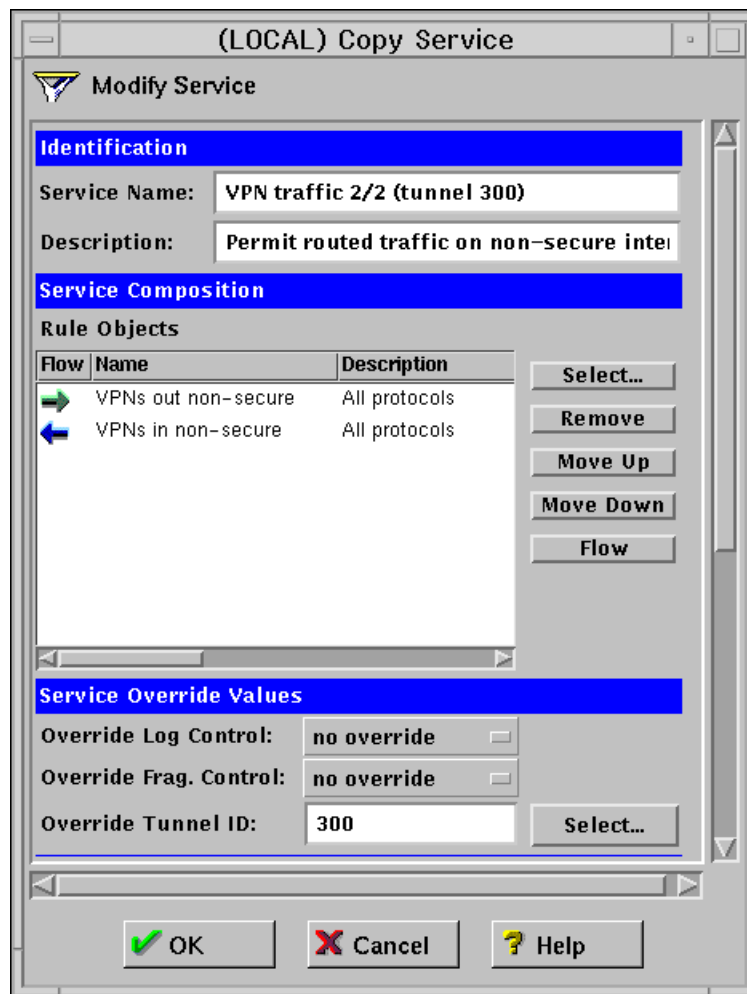 (LOCAL) Copy Service
Modify Service
Identification
Service Name: VPN traffic 2/2 (tunnel 300)
Description: Permit routed traffic on non-secure inter
Service Composition
Rule Objects
Flow Name Description
VPNs out non-secure All protocols
VPNs in non-secure All protocols
Select...
Remove
Move Up
Move Down
Flow
Service Override Values
Override Log Control: no override
Override Frag. Control: no override
Override Tunnel ID: 300 Select...
OK Cancel Help